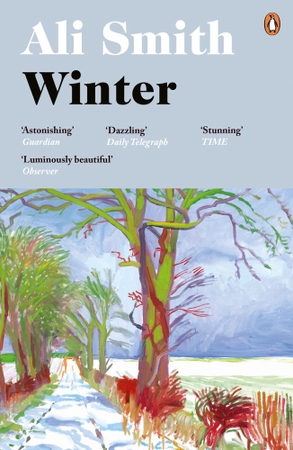 Ali Smith
Winter
‘Astonishing’ ‘Dazzling’ ‘Stunning’
Guardian Daily Telegraph TIME
‘Luminously beautiful’
Observer